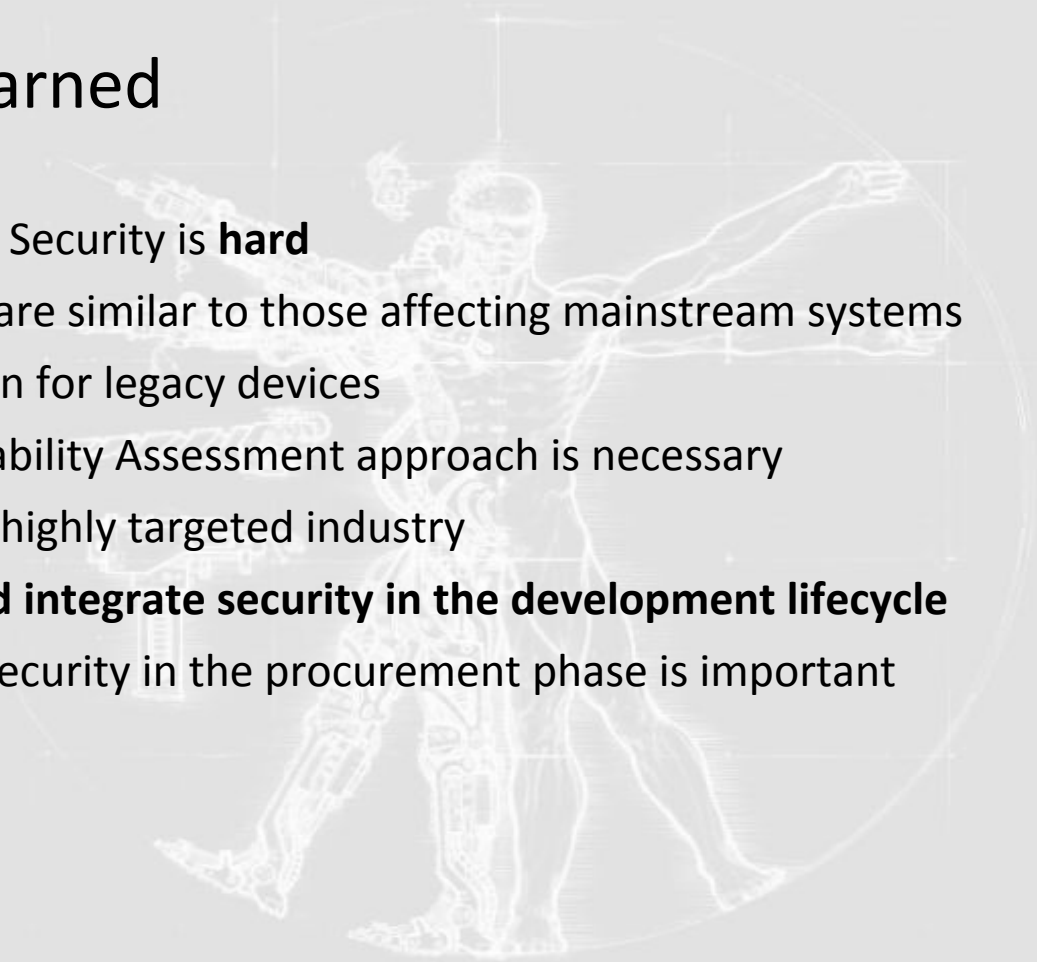 arned
Security is hard
are similar to those affecting mainstream systems
n for legacy devices
ability Assessment approach is necessary
highly targeted industry
d integrate security in the development lifecycle
ecurity in the procurement phase is important